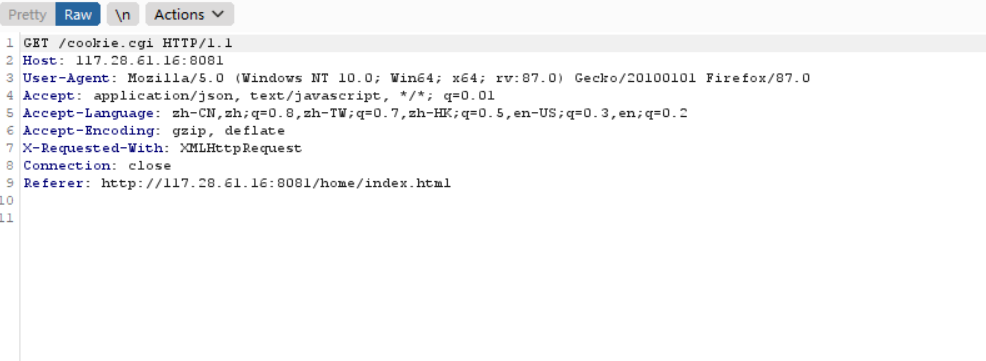 Pretty Raw \n Actions
1 GET /cookie.cgi HTTP/1.1
2 Host: 117.28.61.16:8081
3 User-Agent: Mozilla/5.0 (Windows NT 10.0; Win64; x64; rv:87.0) Gecko/20100101 Firefox/87.0
4 Accept: application/json, text/javascript, */*; q=0.01
5 Accept-Language: zh-CN,zh;q=0.8,zh-TW;q=0.7,zh-HK;q=0.5,en-US;q=0.3,en;q=0.2
6 Accept-Encoding: gzip, deflate
7 X-Requested-With: XMLHttpRequest
8 Connection: close
9 Referer: http://117.28.61.16:8081/home/index.html
10
11